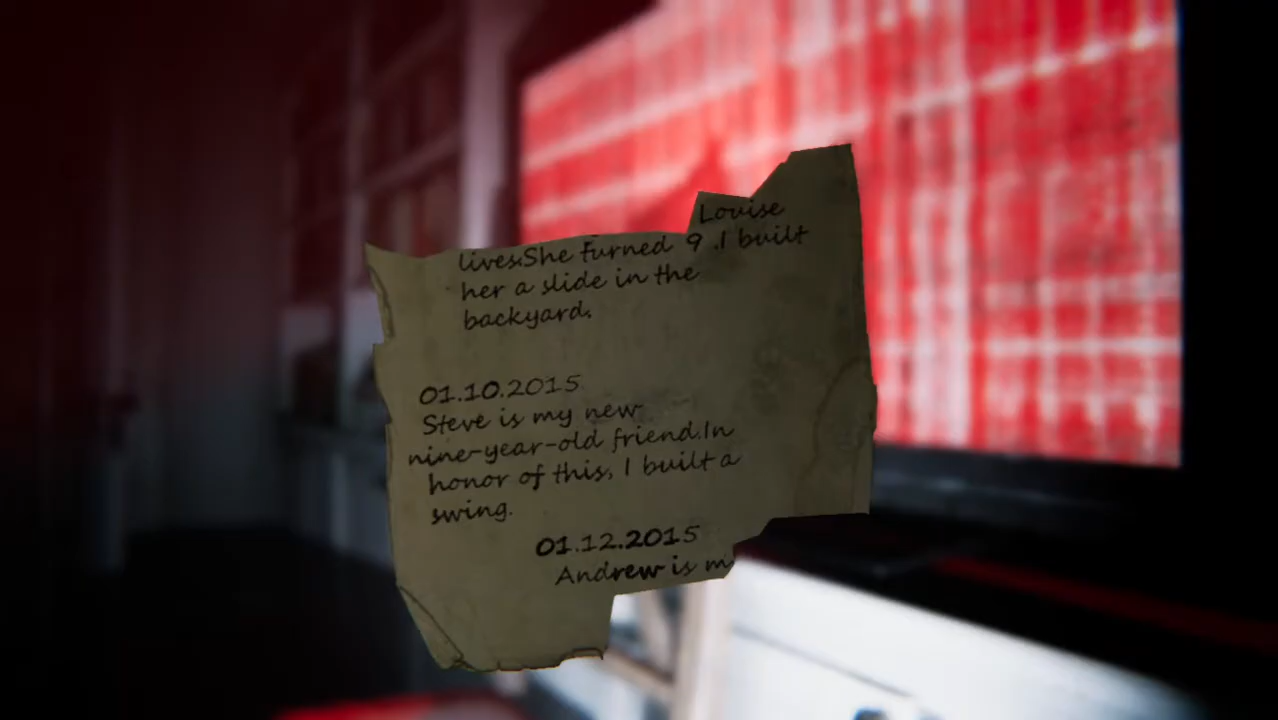 Louise
lives.She turned 9 .I built
her a slide in the
backyard.
01.10.2015
Steve is my new
nine-year-old friend.In
honor of this, I built a
swing.
01.12.2015
Andrew is m